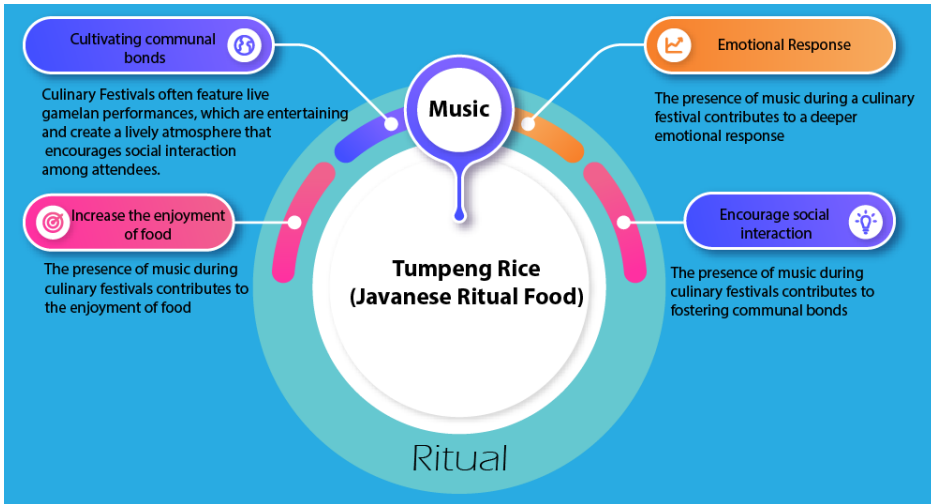 Cultivating communal
bonds
Culinary Festivals often feature live
gamelan performances, which are entertaining
and create a lively atmosphere that
encourages social interaction
among attendees.
Increase the enjoyment
of food
The presence of music during
culinary festivals contributes to
the enjoyment of food
Music
Tumpeng Rice
(Javanese Ritual Food)
Ritual
Emotional Response
The presence of music during a culinary
festival contributes to a deeper
emotional response
Encourage social
interaction
The presence of music during
culinary festivals contributes to
fostering communal bonds